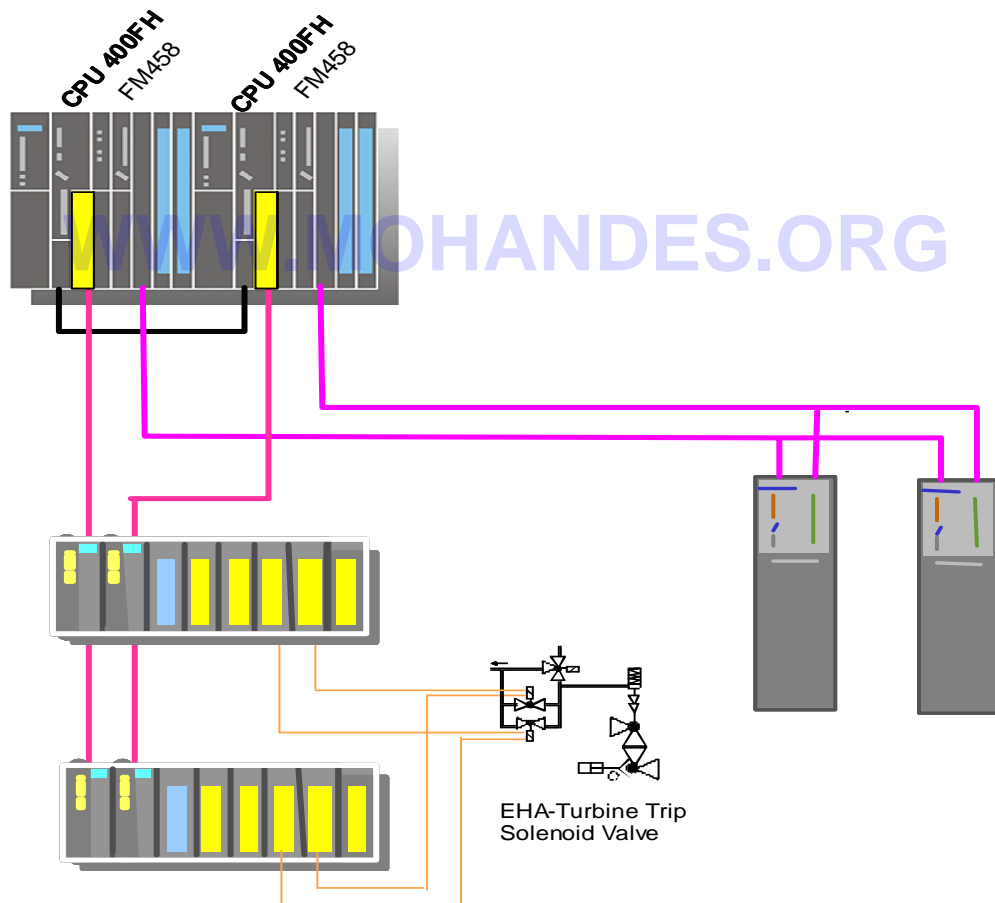 CPU 400FH
FM458
CPU 400FH
FM458
WWW.MOHANDES.ORG
EHA-Turbine Trip
Solenoid Valve